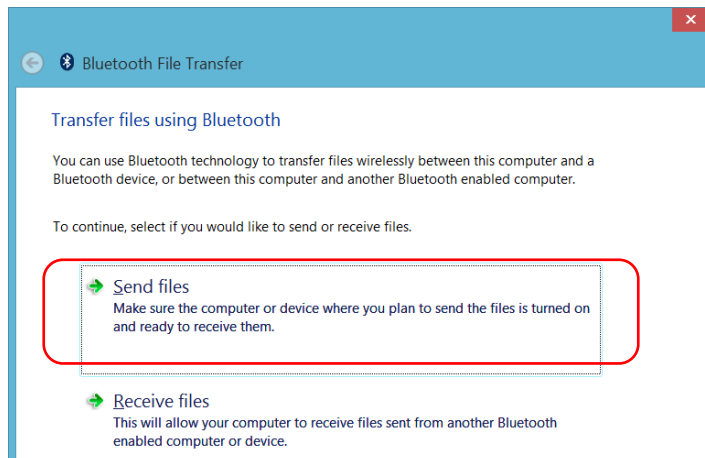 Bluetooth File Transfer
Transfer files using Bluetooth
You can use Bluetooth technology to transfer files wirelessly between this computer and a
Bluetooth device, or between this computer and another Bluetooth enabled computer.
To continue, select if you would like to send or receive files.
Send files
Make sure the computer or device where you plan to send the files is turned on
and ready to receive them.
Receive files
This will allow your computer to receive files sent from another Bluetooth
enabled computer or device.